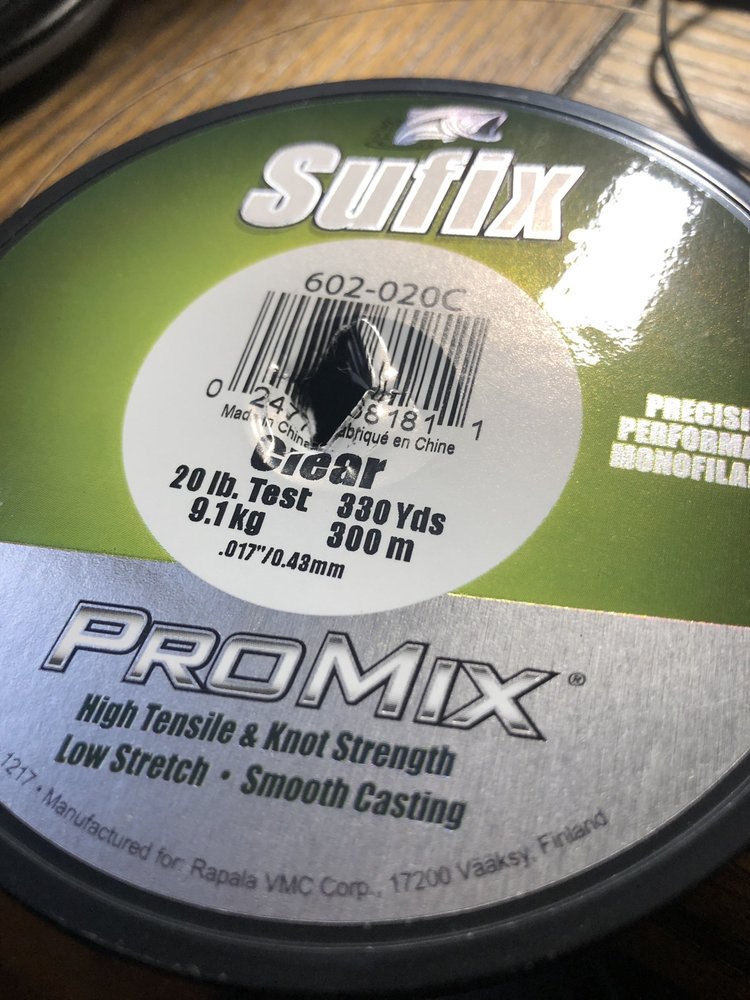 Sufix
602-020C
0 247 8181 1
Made in China Fabriqué en Chine
Clear
20 lb. Test 330 Yds
9.1 kg 300 m
.017"/0.43mm
PROMIX®
High Tensile & Knot Strength
Low Stretch • Smooth Casting
1217 • Manufactured for: Rapala VMC Corp., 17200 Vääksy, Finland
PRECISI
PERFORMA
MONOFILA